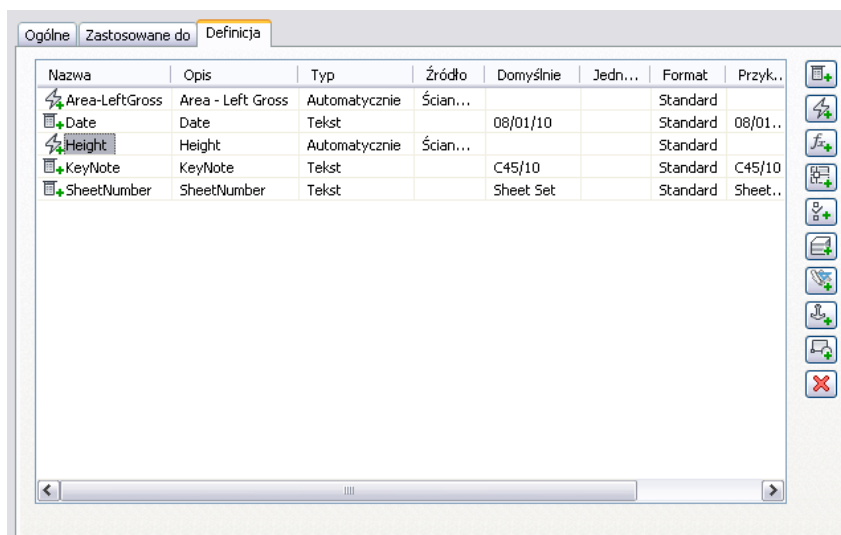 Ogólne Zastosowane do Definicja
Nazwa Opis Typ Źródło Domyślnie Jedn... Format Przyk..
Area-LeftGross Area - Left Gross Automatycznie Ścian... Standard
Date Date Tekst 08/01/10 Standard 08/01..
Height Height Automatycznie Ścian... Standard
KeyNote KeyNote Tekst C45/10 Standard C45/10
SheetNumber SheetNumber Tekst Sheet Set Standard Sheet..